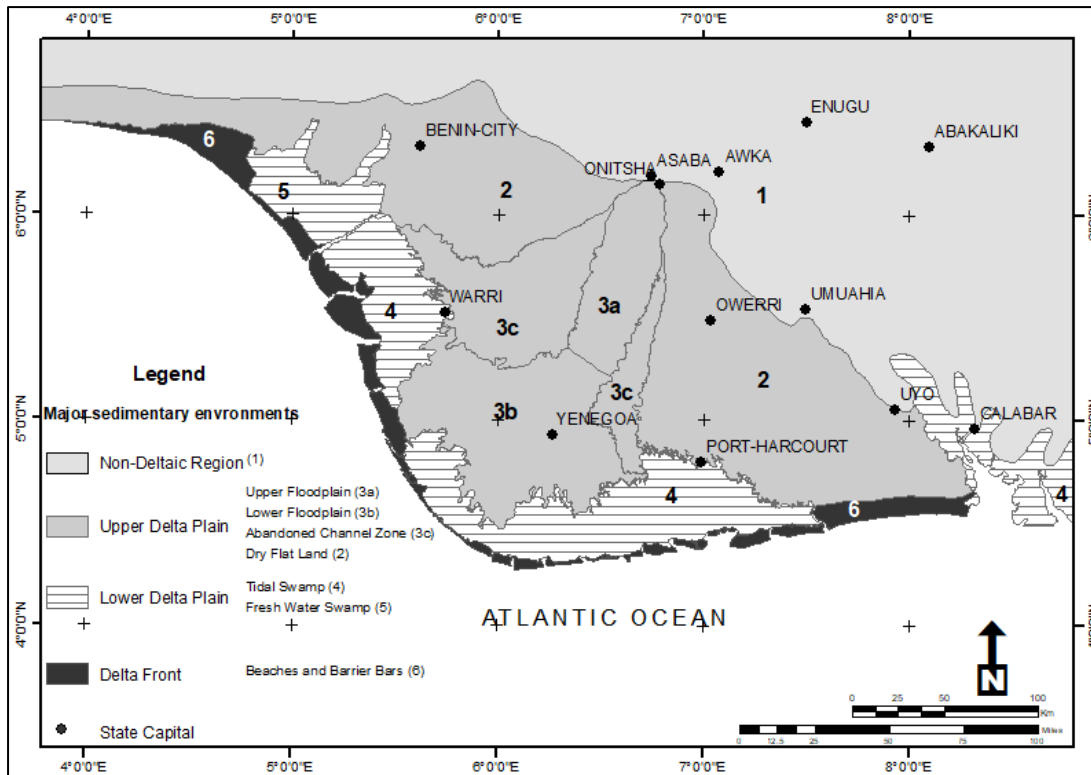 4°0'0"E 5°0'0"E 6°0'0"E 7°0'0"E 8°0'0"E
ENUGU
6 BENIN-CITY ABAKALIKI
ONITSHA ASABA AWKA
5 2 1
6°0'0"N
WARRI OWERRI UMUAHIA
4 3a
3c
Legend 2
3c UYO
Major sedimentary envronments 3b CALABAR
5°0'0"N YENEGOA
PORT-HARCOURT
Non-Deltaic Region (1)
4 4
Upper Floodplain (3a)
Lower Floodplain (3b)
6
Upper Delta Plain
Abandoned Channel Zone (3c)
Dry Flat Land (2)
Lower Delta Plain
Tidal Swamp (4)
Fresh Water Swamp (5)
4°0'0"N ATLANTIC OCEAN
Delta Front Beaches and Barrier Bars (6)
N
0 25 50 100
Km
State Capital
Miles
0 12.5 25 50 75 100
4°0'0"E 5°0'0"E 6°0'0"E 7°0'0"E 8°0'0"E